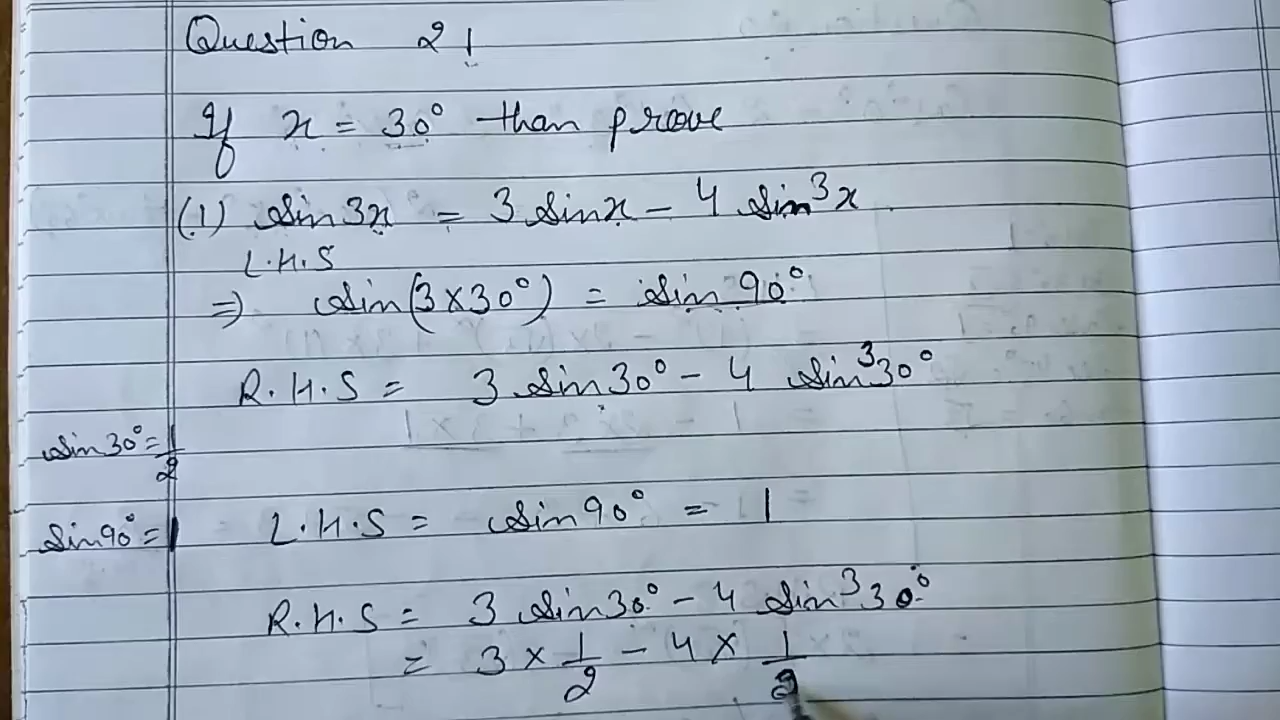 Question 21
If x = 30° than prove
(1) sin3x = 3 sinx - 4 sin³x
L.H.S
⇒ sin(3×30°) = sin 90°
R.H.S = 3 sin30° - 4 sin³30°
sin30° = 1/2
L.H.S = sin90° = 1
sin90° = 1
R.H.S = 3 sin30° - 4 sin³30°
= 3 × 1/2 - 4 × 1/2